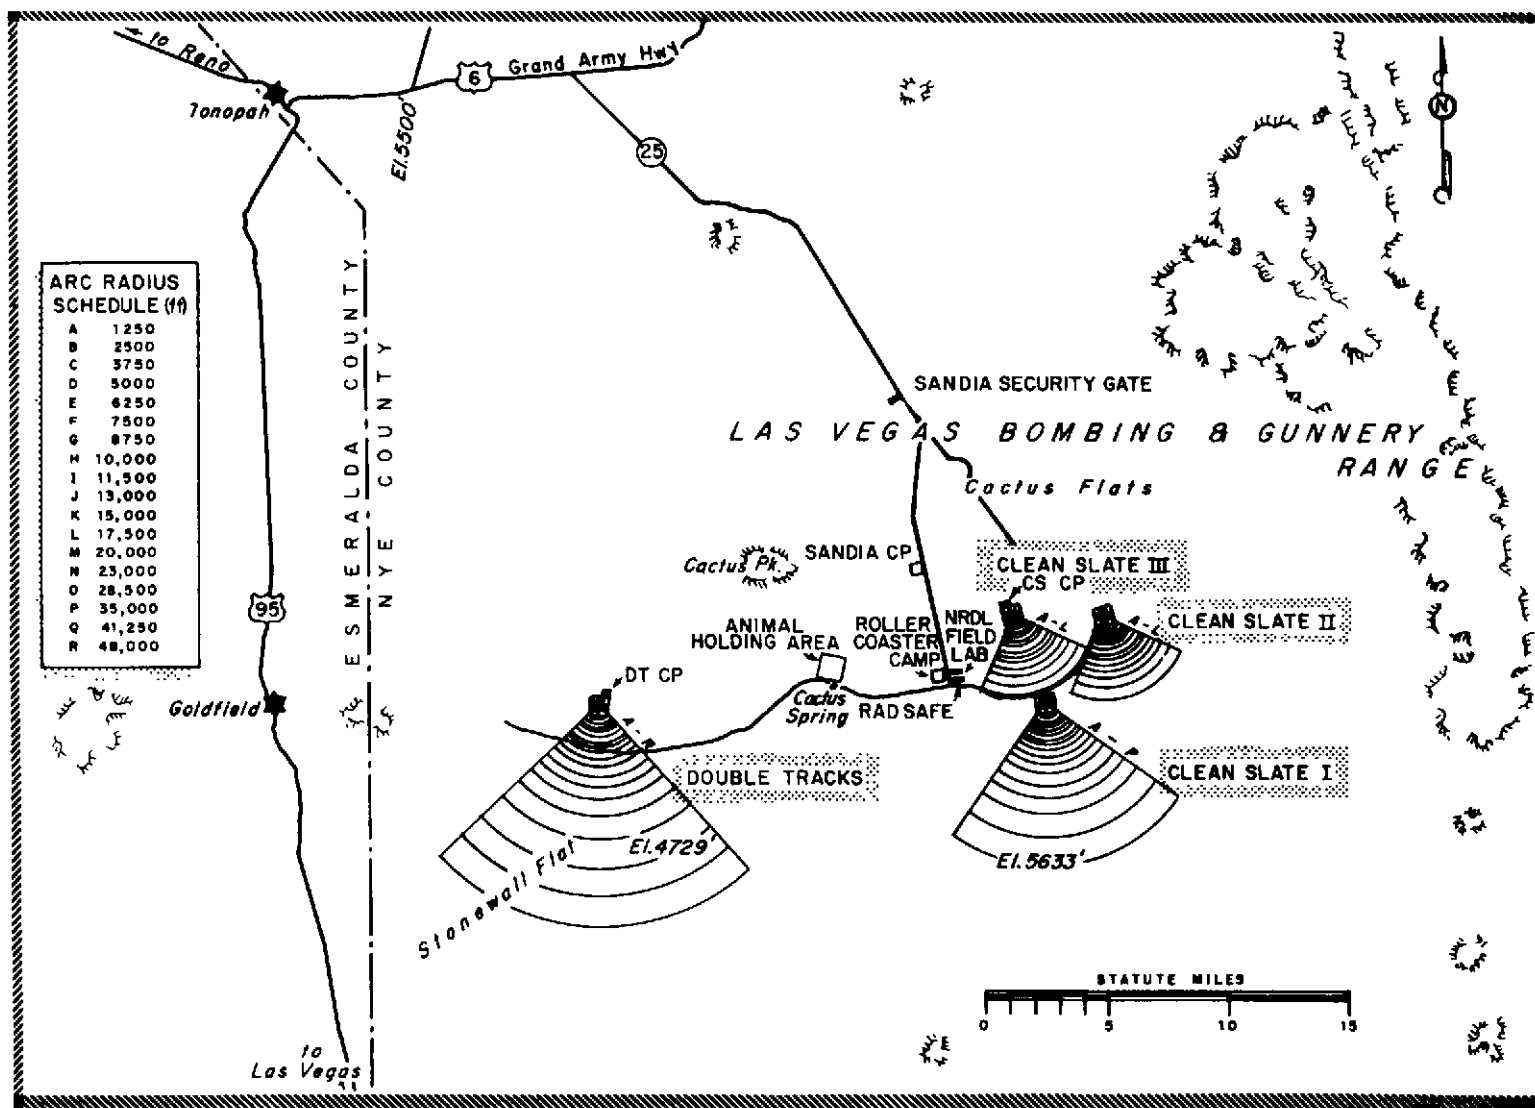 to Reno
Tonopah
6
Grand Army Hwy
El.5500'
25
N
ARC RADIUS
SCHEDULE (ft)
A 1250
B 2500
C 3750
D 5000
E 6250
F 7500
G 8750
H 10,000
I 11,500
J 13,000
K 15,000
L 17,500
M 20,000
N 23,000
O 28,500
P 35,000
Q 41,250
R 48,000
ESMERALDA COUNTY
NYE COUNTY
SANDIA SECURITY GATE
LAS VEGAS BOMBING & GUNNERY
RANGE
Cactus Flats
SANDIA CP
Cactus Pk.
CLEAN SLATE III
CS CP
CLEAN SLATE II
A-L
A-L
95
ANIMAL
HOLDING AREA
ROLLER
COASTER
CAMP
NRDL
FIELD
LAB
DT CP
Cactus
Spring
RAD SAFE
Goldfield
DOUBLE TRACKS
CLEAN SLATE I
El.4729'
El.5633'
Stonewall Flat
STATUTE MILES
0 5 10 15
to
Las Vegas